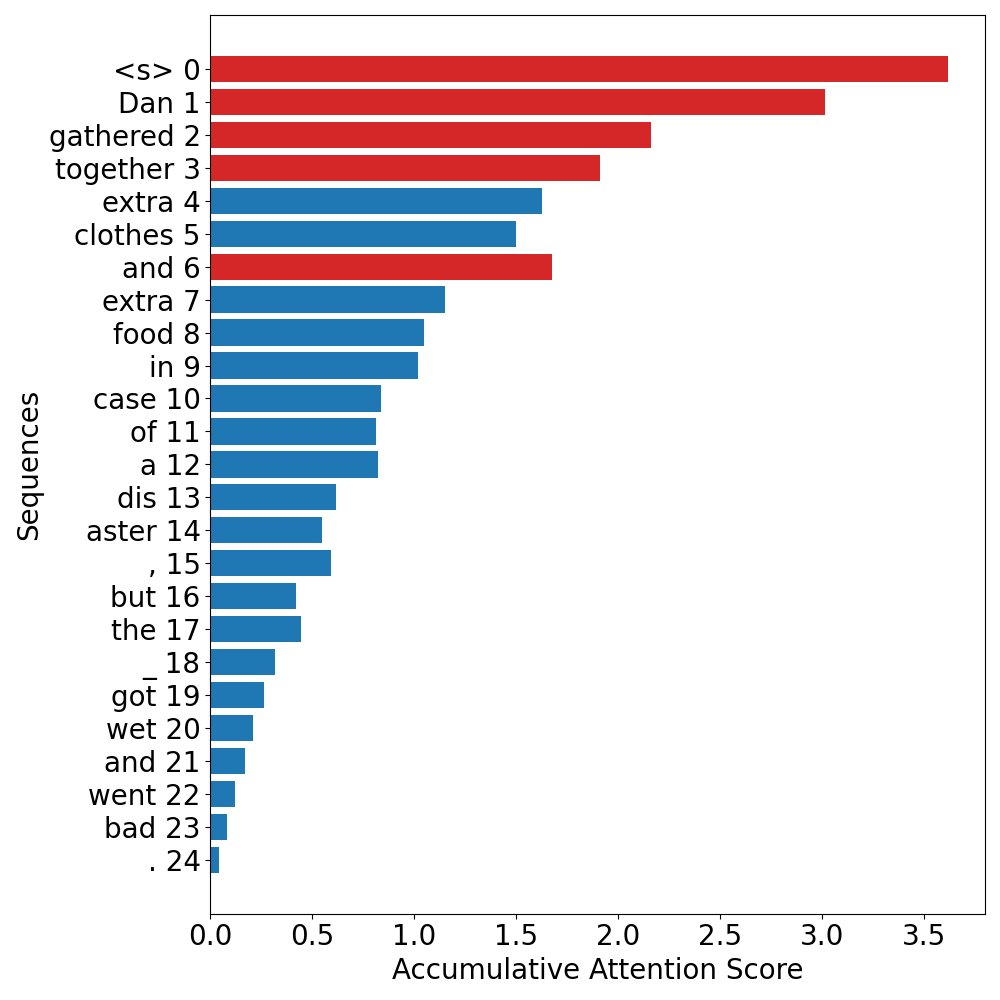 <s> 0
Dan 1
gathered 2
together 3
extra 4
clothes 5
and 6
extra 7
food 8
in 9
case 10
of 11
a 12
dis 13
aster 14
, 15
but 16
the 17
_ 18
got 19
wet 20
and 21
went 22
bad 23
. 24
Sequences
0.0 0.5 1.0 1.5 2.0 2.5 3.0 3.5
Accumulative Attention Score